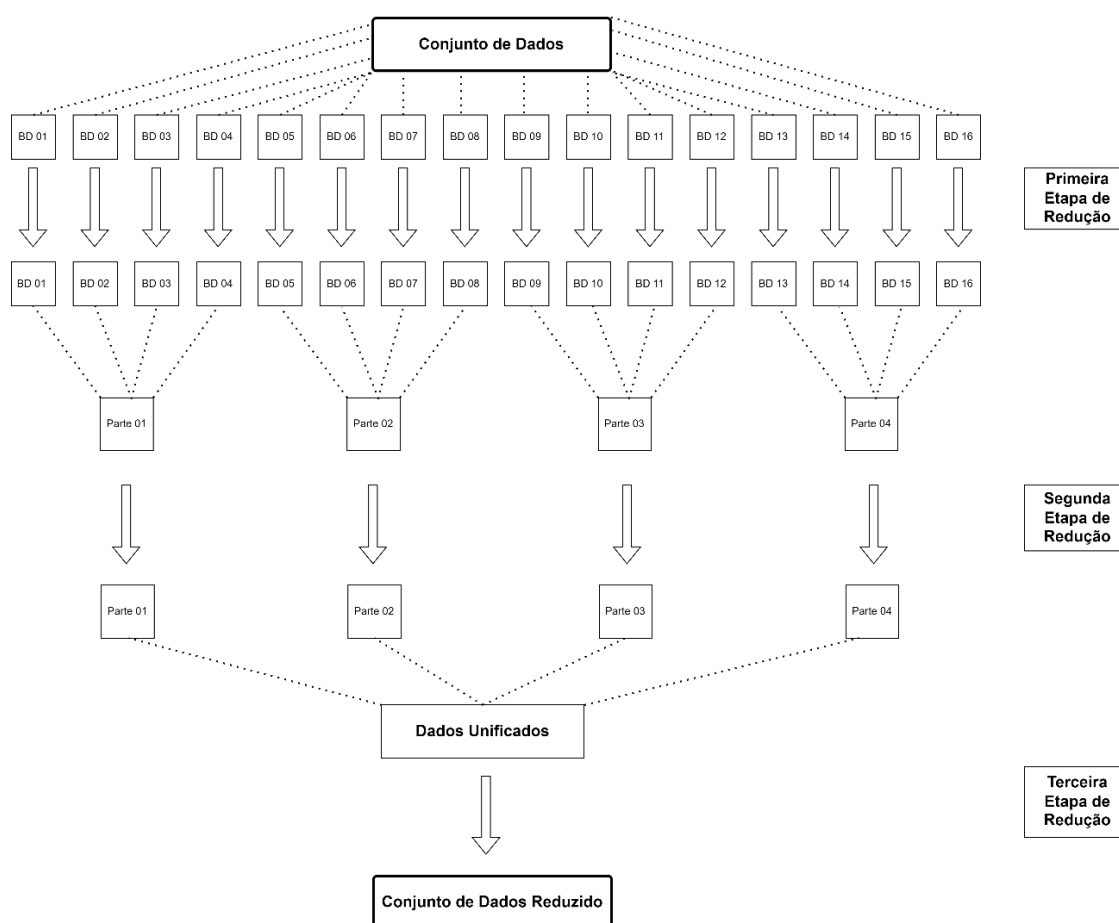 Conjunto de Dados
BD 01 BD 02 BD 03 BD 04 BD 05 BD 06 BD 07 BD 08 BD 09 BD 10 BD 11 BD 12 BD 13 BD 14 BD 15 BD 16
Primeira
Etapa de
Redução
BD 01 BD 02 BD 03 BD 04 BD 05 BD 06 BD 07 BD 08 BD 09 BD 10 BD 11 BD 12 BD 13 BD 14 BD 15 BD 16
Parte 01 Parte 02 Parte 03 Parte 04
Segunda
Etapa de
Redução
Parte 01 Parte 02 Parte 03 Parte 04
Dados Unificados
Terceira
Etapa de
Redução
Conjunto de Dados Reduzido